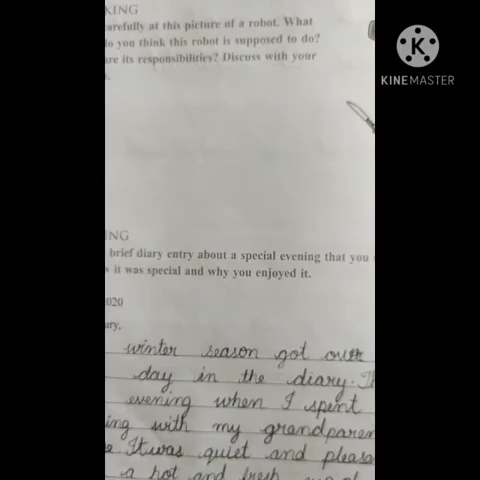 KING
arefully at this picture of a robot. What
do you think this robot is supposed to do?
are its responsibilities? Discuss with your
KINEMASTER
ING
brief diary entry about a special evening that you
it was special and why you enjoyed it.
020
ary,
winter season got over
day in the diary. Th
evening when I spent
ing with my grandparen
e. It was quiet and pleasa
a hot and fresh